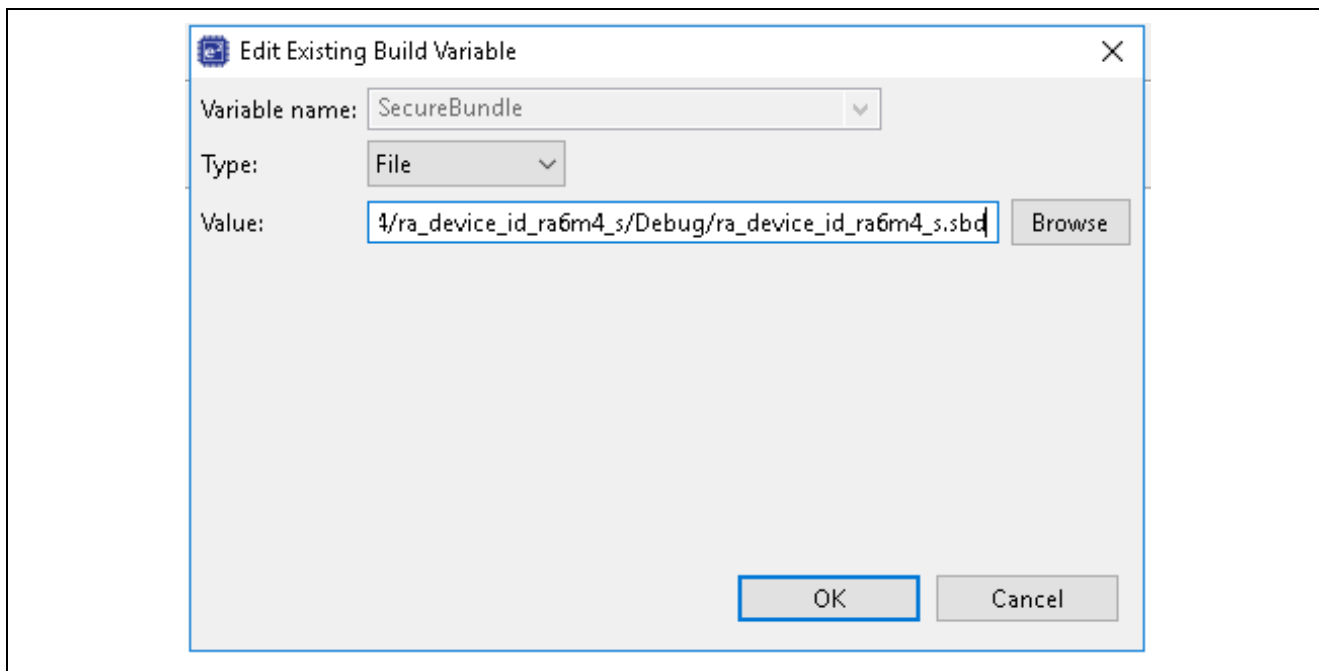 Edit Existing Build Variable
Variable name: SecureBundle
Type: File
Value: 4/ra_device_id_ra6m4_s/Debug/ra_device_id_ra6m4_s.sbd Browse
OK Cancel